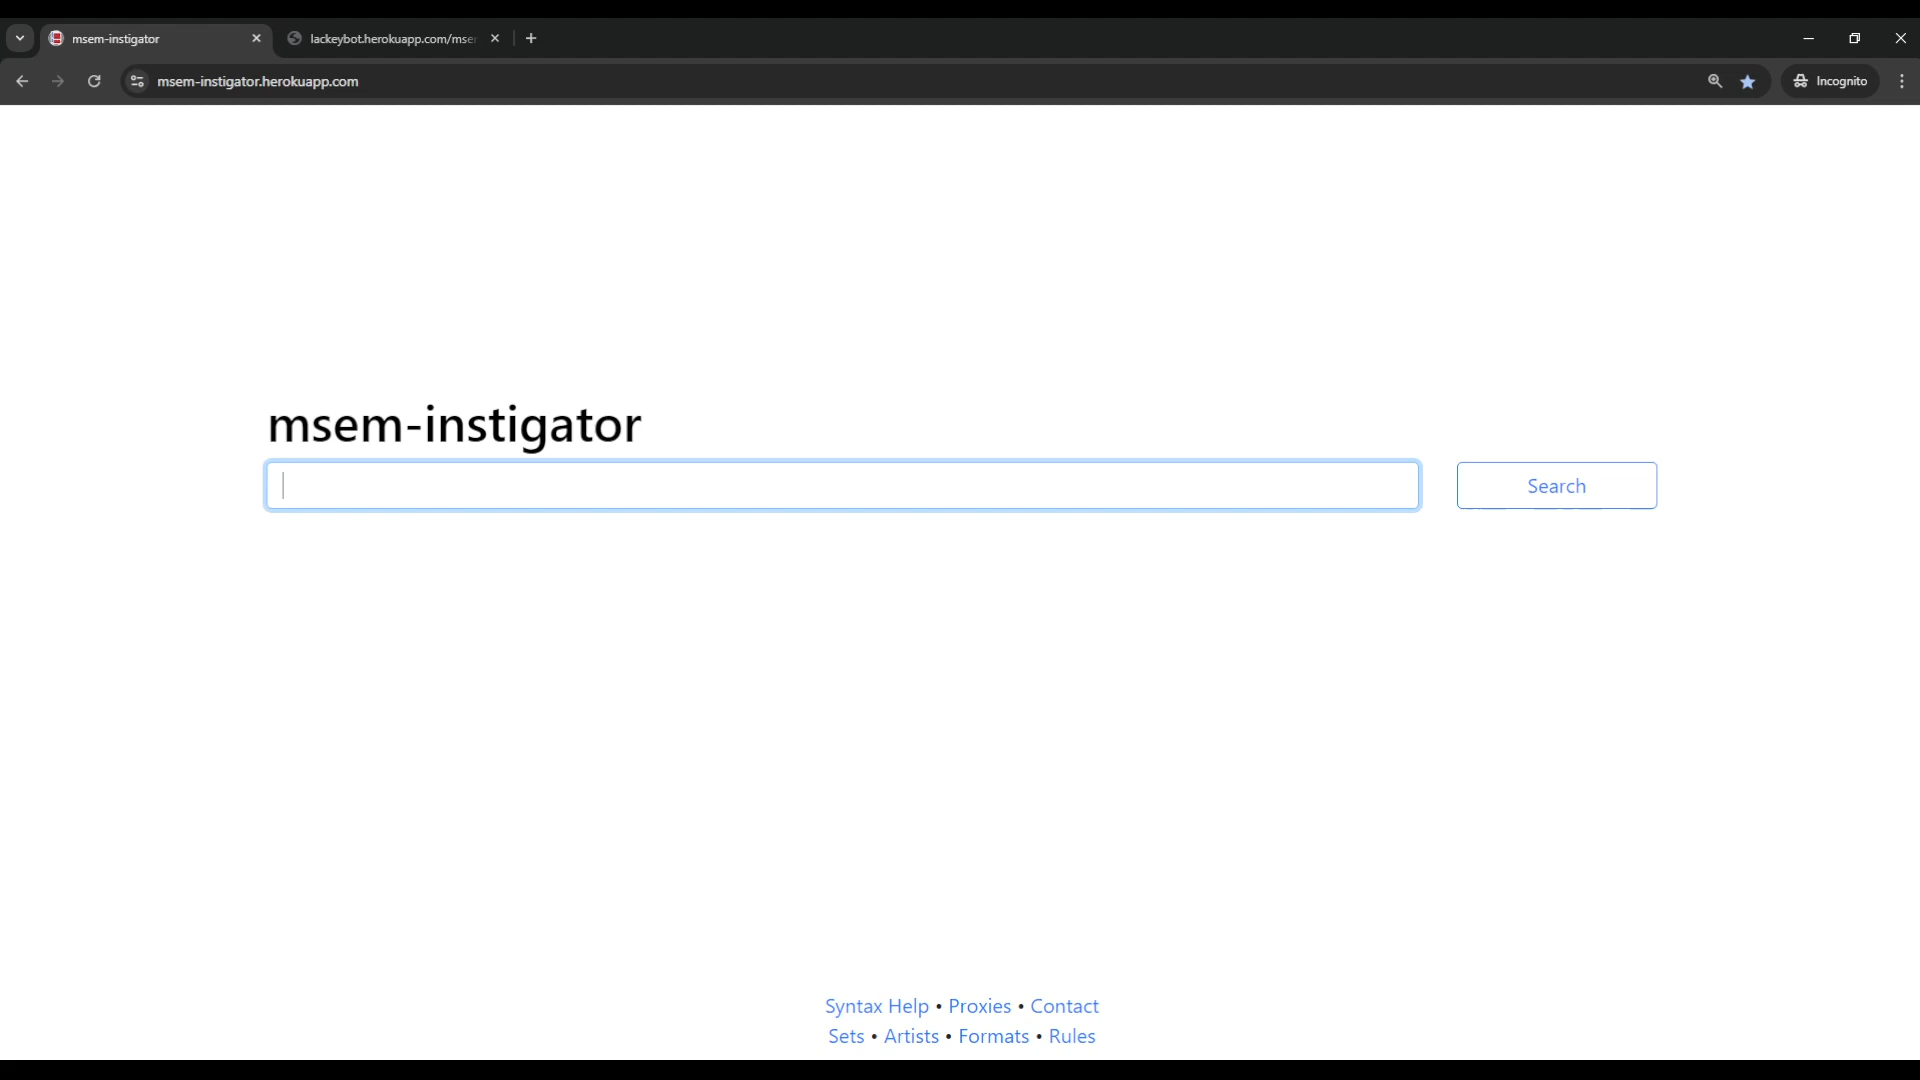 msem-instigator
lackeybot.herokuapp.com/mse
msem-instigator.herokuapp.com
Incognito
msem-instigator
Search
Syntax Help • Proxies • Contact
Sets • Artists • Formats • Rules